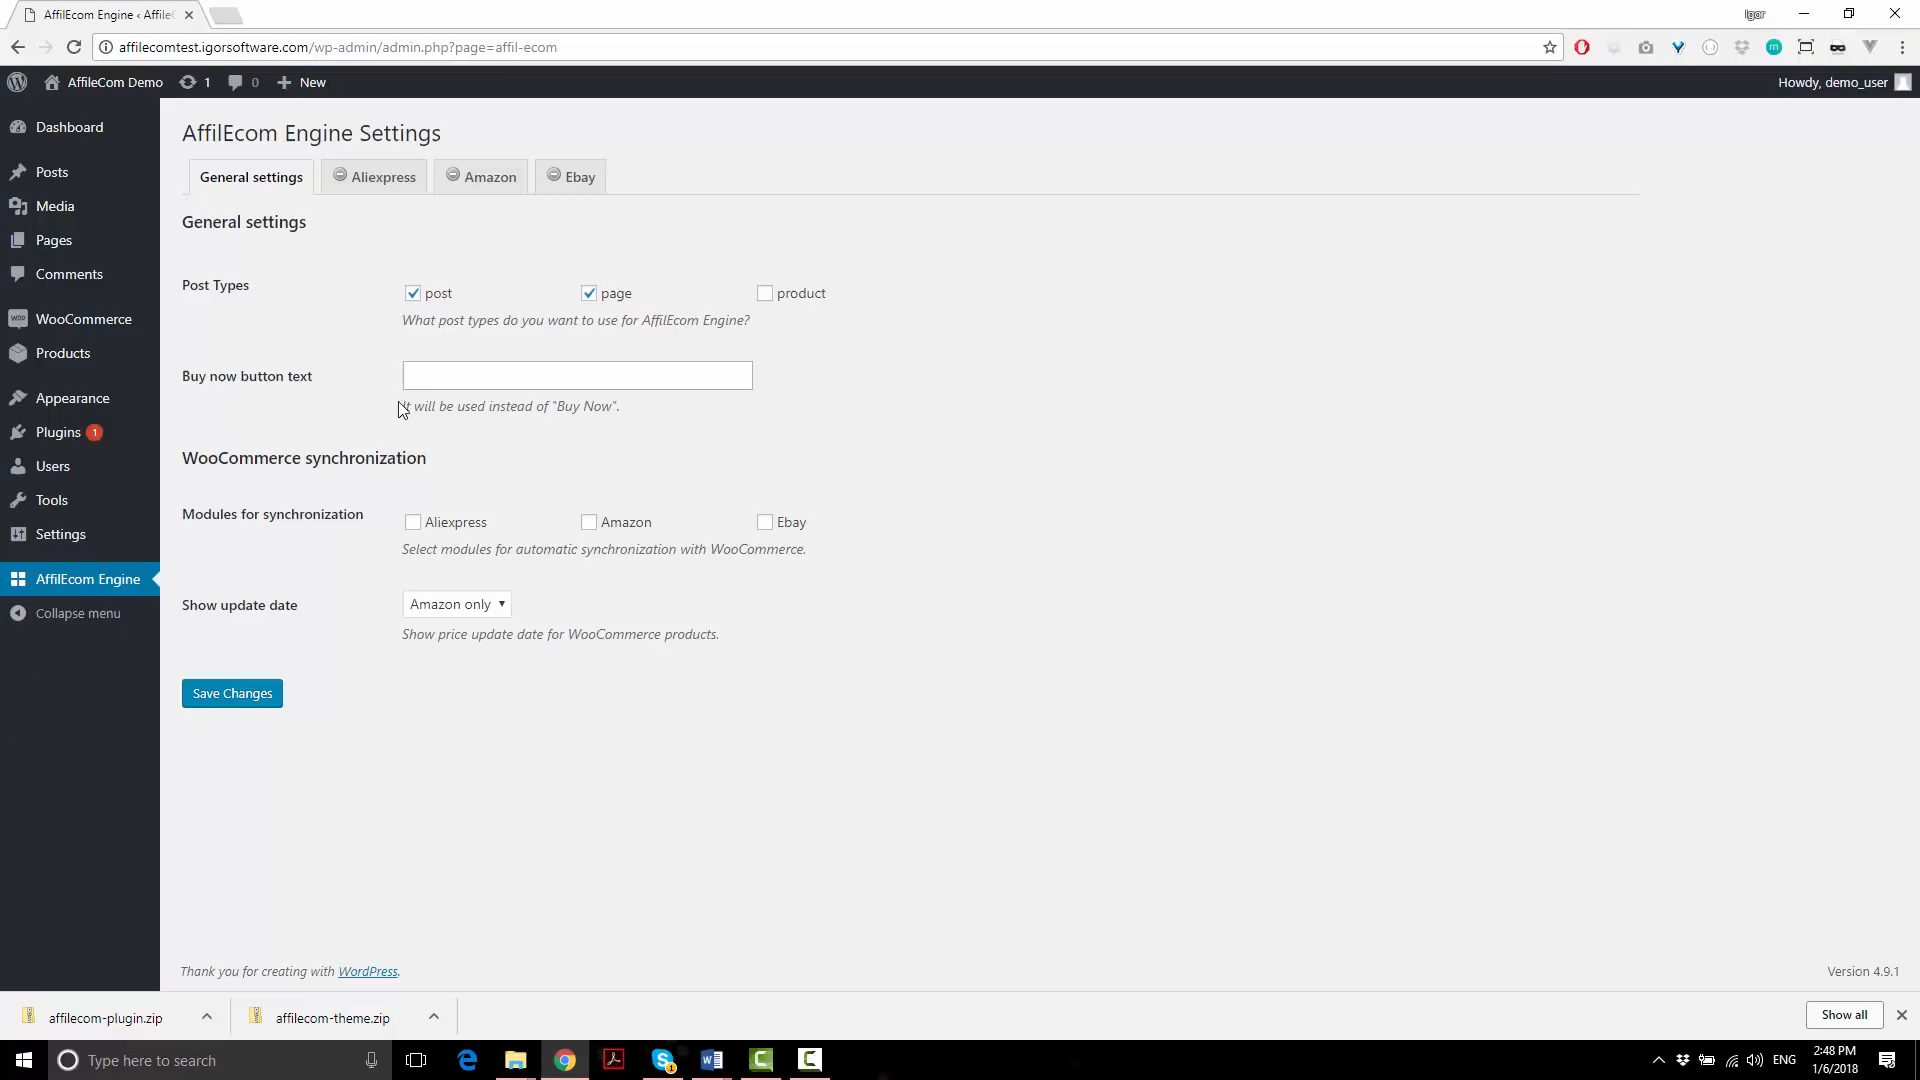 AffilEcom Engine ‹ Affile
Igor
affilecomtest.igorsoftware.com/wp-admin/admin.php?page=affil-ecom
AffileCom Demo 1 0 New
Howdy, demo_user
Dashboard
Posts
Media
Pages
Comments
WooCommerce
Products
Appearance
Plugins 1
Users
Tools
Settings
AffilEcom Engine
Collapse menu
AffilEcom Engine Settings
General settings Aliexpress Amazon Ebay
General settings
Post Types
post page product
What post types do you want to use for AffilEcom Engine?
Buy now button text
It will be used instead of "Buy Now".
WooCommerce synchronization
Modules for synchronization
Aliexpress Amazon Ebay
Select modules for automatic synchronization with WooCommerce.
Show update date
Amazon only
Show price update date for WooCommerce products.
Save Changes
Thank you for creating with WordPress.
Version 4.9.1
affilecom-plugin.zip affilecom-theme.zip
Show all
Type here to search
ENG
2:48 PM
1/6/2018